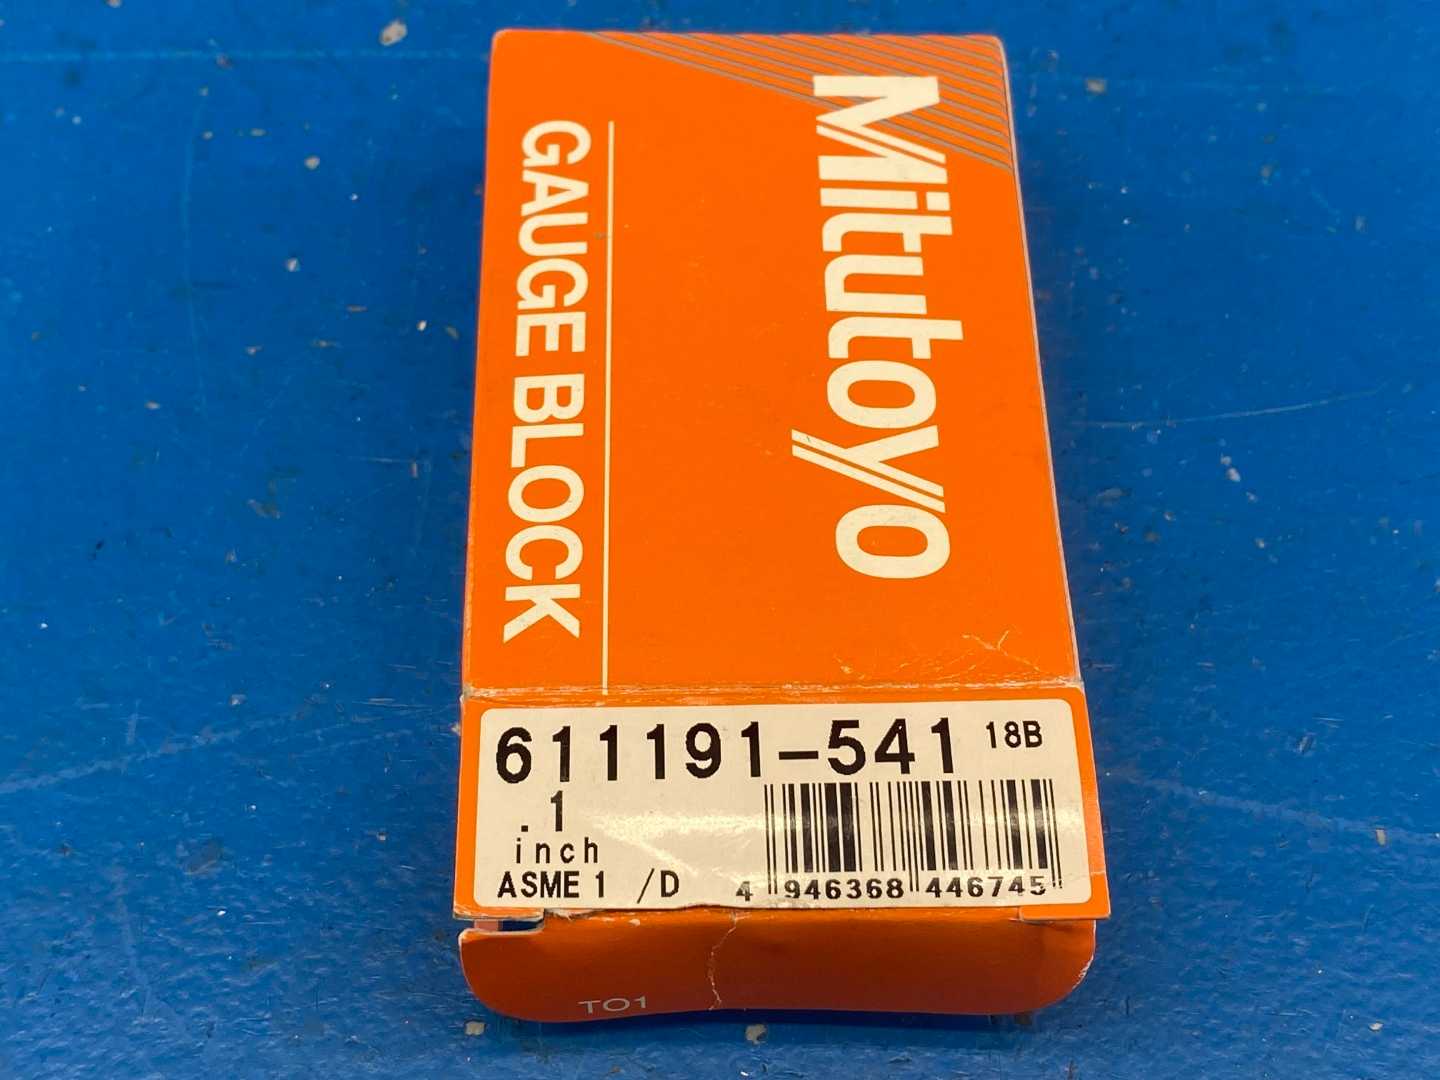 Mitutoyo
GAUGE BLOCK
611191-541 18B
.1
inch
ASME 1 /D
4 946368 446745
TO1